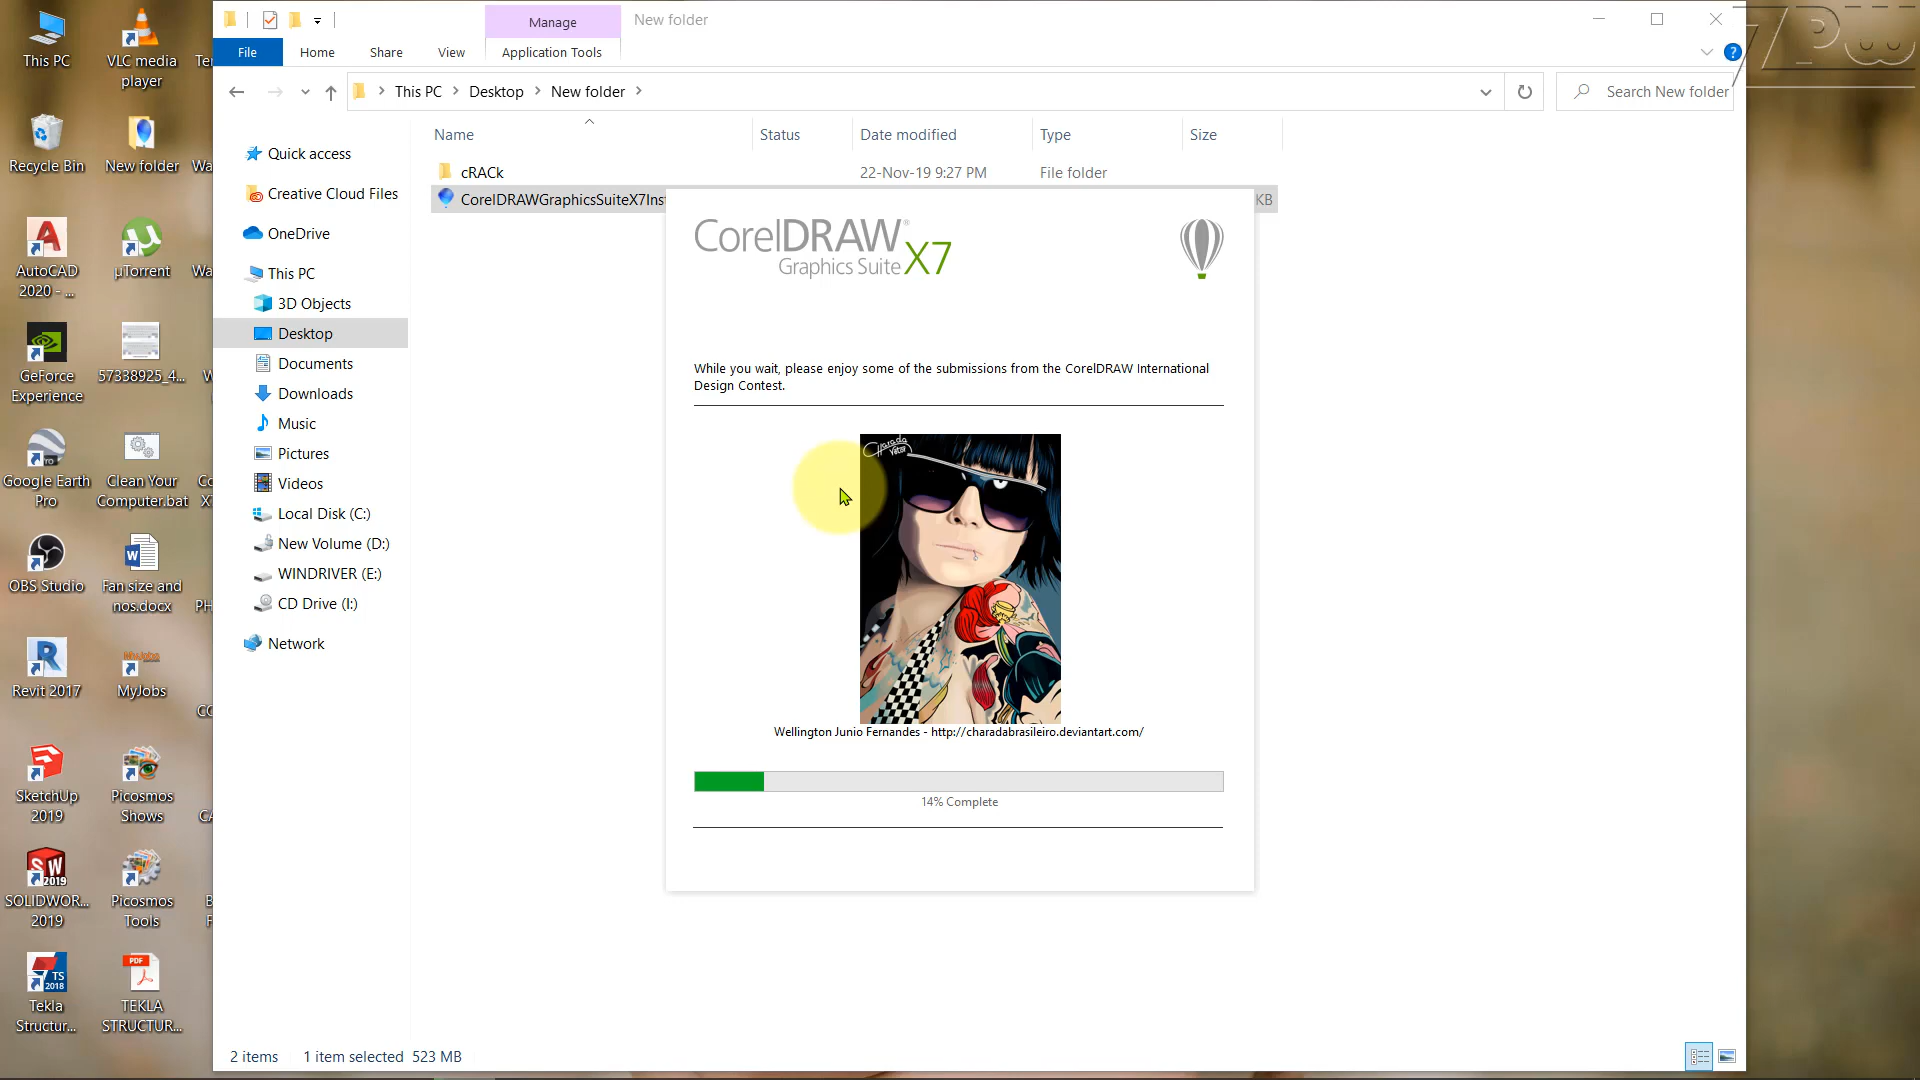 Manage
New folder
File
Home
Share
View
Application Tools
This PC
Desktop
New folder
Search New folder
Name
Status
Date modified
Type
Size
cRACk
22-Nov-19 9:27 PM
File folder
CorelDRAWGraphicsSuiteX7Inst
KB
Quick access
Creative Cloud Files
OneDrive
This PC
3D Objects
Desktop
Documents
Downloads
Music
Pictures
Videos
Local Disk (C:)
New Volume (D:)
WINDRIVER (E:)
CD Drive (I:)
Network
CorelDRAW®
Graphics Suite X7
While you wait, please enjoy some of the submissions from the CorelDRAW International
Design Contest.
Wellington Junio Fernandes - http://charadabrasileiro.deviantart.com/
14% Complete
2 items
1 item selected
523 MB
This PC
VLC media
player
Recycle Bin
New folder
AutoCAD
2020 - ...
µTorrent
GeForce
Experience
57338925_4...
Google Earth
Pro
Clean Your
Computer.bat
OBS Studio
Fan size and
nos.docx
Revit 2017
MyJobs
SketchUp
2019
Picosmos
Shows
SOLIDWOR...
2019
Picosmos
Tools
Tekla
Structur...
TEKLA
STRUCTUR...